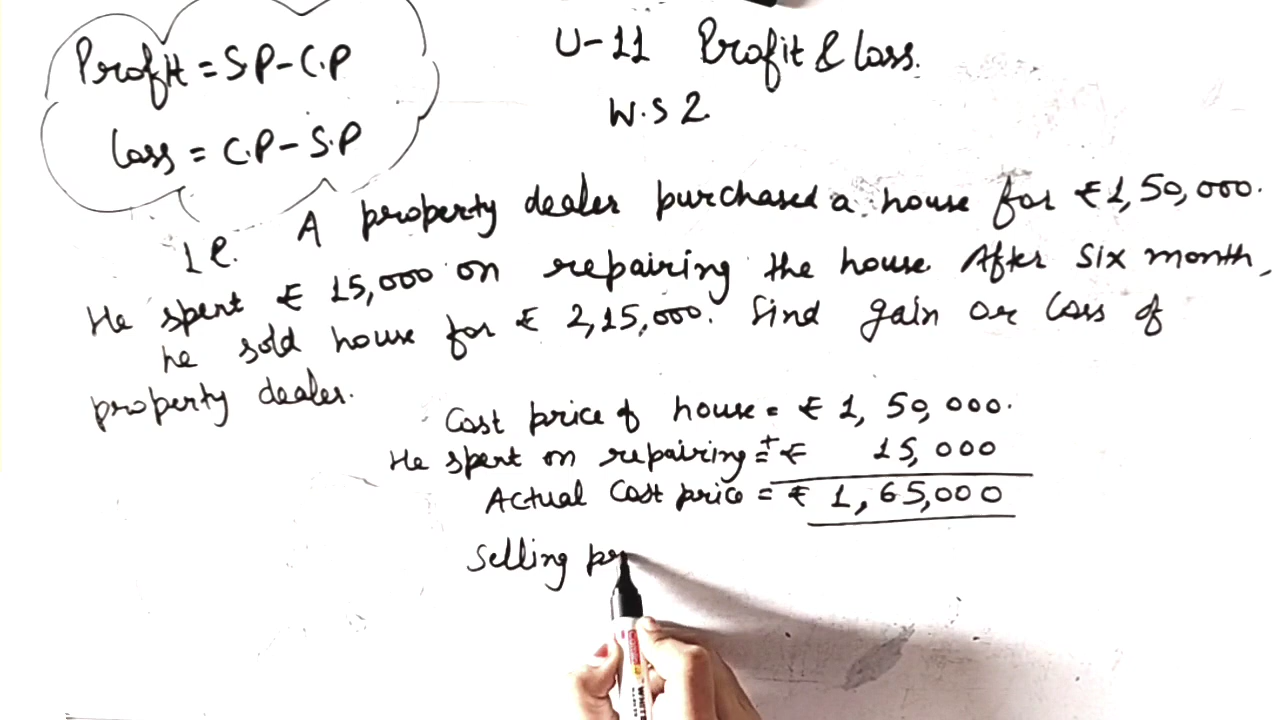 Profit = S.P - C.P
Loss = C.P - S.P
U-11 Profit & Loss.
W.S 2.
1 e. A property dealer purchased a house for € 1,50,000.
He spent € 15,000 on repairing the house After six month,
he sold house for € 2,15,000. Find gain or Loss of
property dealer.
Cost price of house = € 1,50,000.
He spent on repairing = + € 15,000
Actual Cost price = € 1,65,000
Selling pr